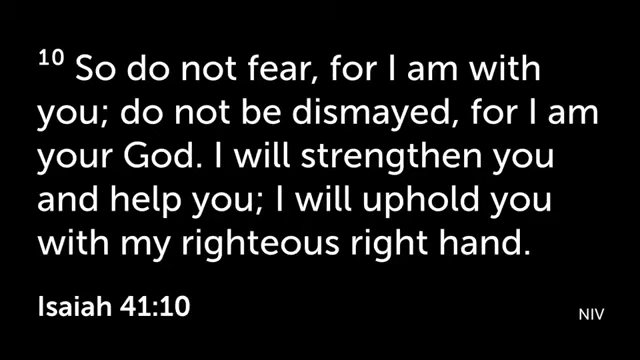 10 So do not fear, for I am with
you; do not be dismayed, for I am
your God. I will strengthen you
and help you; I will uphold you
with my righteous right hand.
Isaiah 41:10
NIV